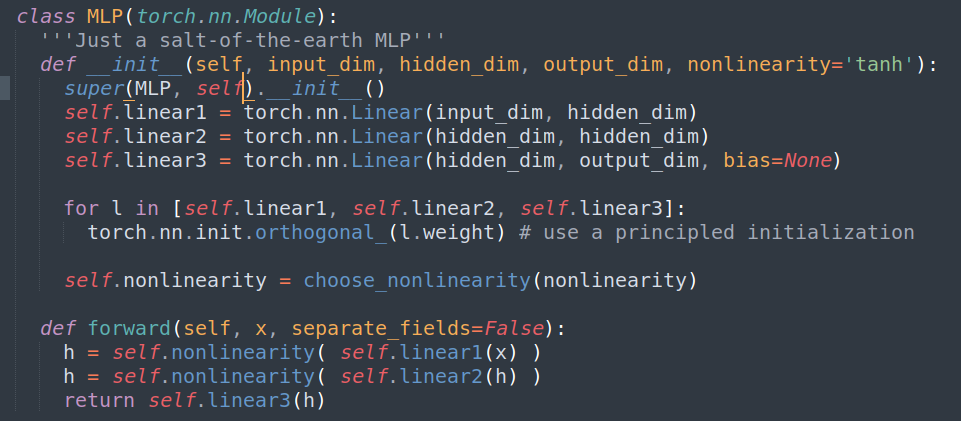 class MLP(torch.nn.Module):
  '''Just a salt-of-the-earth MLP'''
  def __init__(self, input_dim, hidden_dim, output_dim, nonlinearity='tanh'):
    super(MLP, self).__init__()
    self.linear1 = torch.nn.Linear(input_dim, hidden_dim)
    self.linear2 = torch.nn.Linear(hidden_dim, hidden_dim)
    self.linear3 = torch.nn.Linear(hidden_dim, output_dim, bias=None)

    for l in [self.linear1, self.linear2, self.linear3]:
      torch.nn.init.orthogonal_(l.weight) # use a principled initialization

    self.nonlinearity = choose_nonlinearity(nonlinearity)

  def forward(self, x, separate_fields=False):
    h = self.nonlinearity( self.linear1(x) )
    h = self.nonlinearity( self.linear2(h) )
    return self.linear3(h)